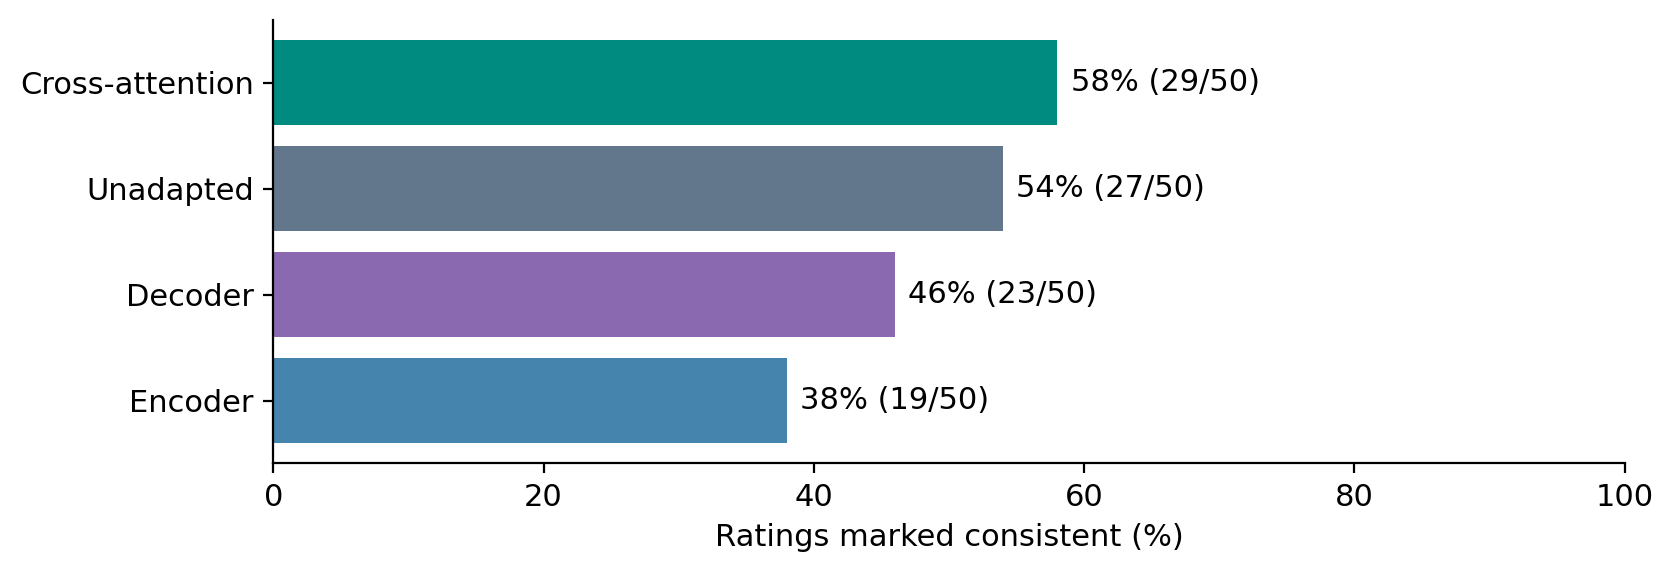 Cross-attention 58% (29/50)
Unadapted 54% (27/50)
Decoder 46% (23/50)
Encoder 38% (19/50)
0 20 40 60 80 100
Ratings marked consistent (%)